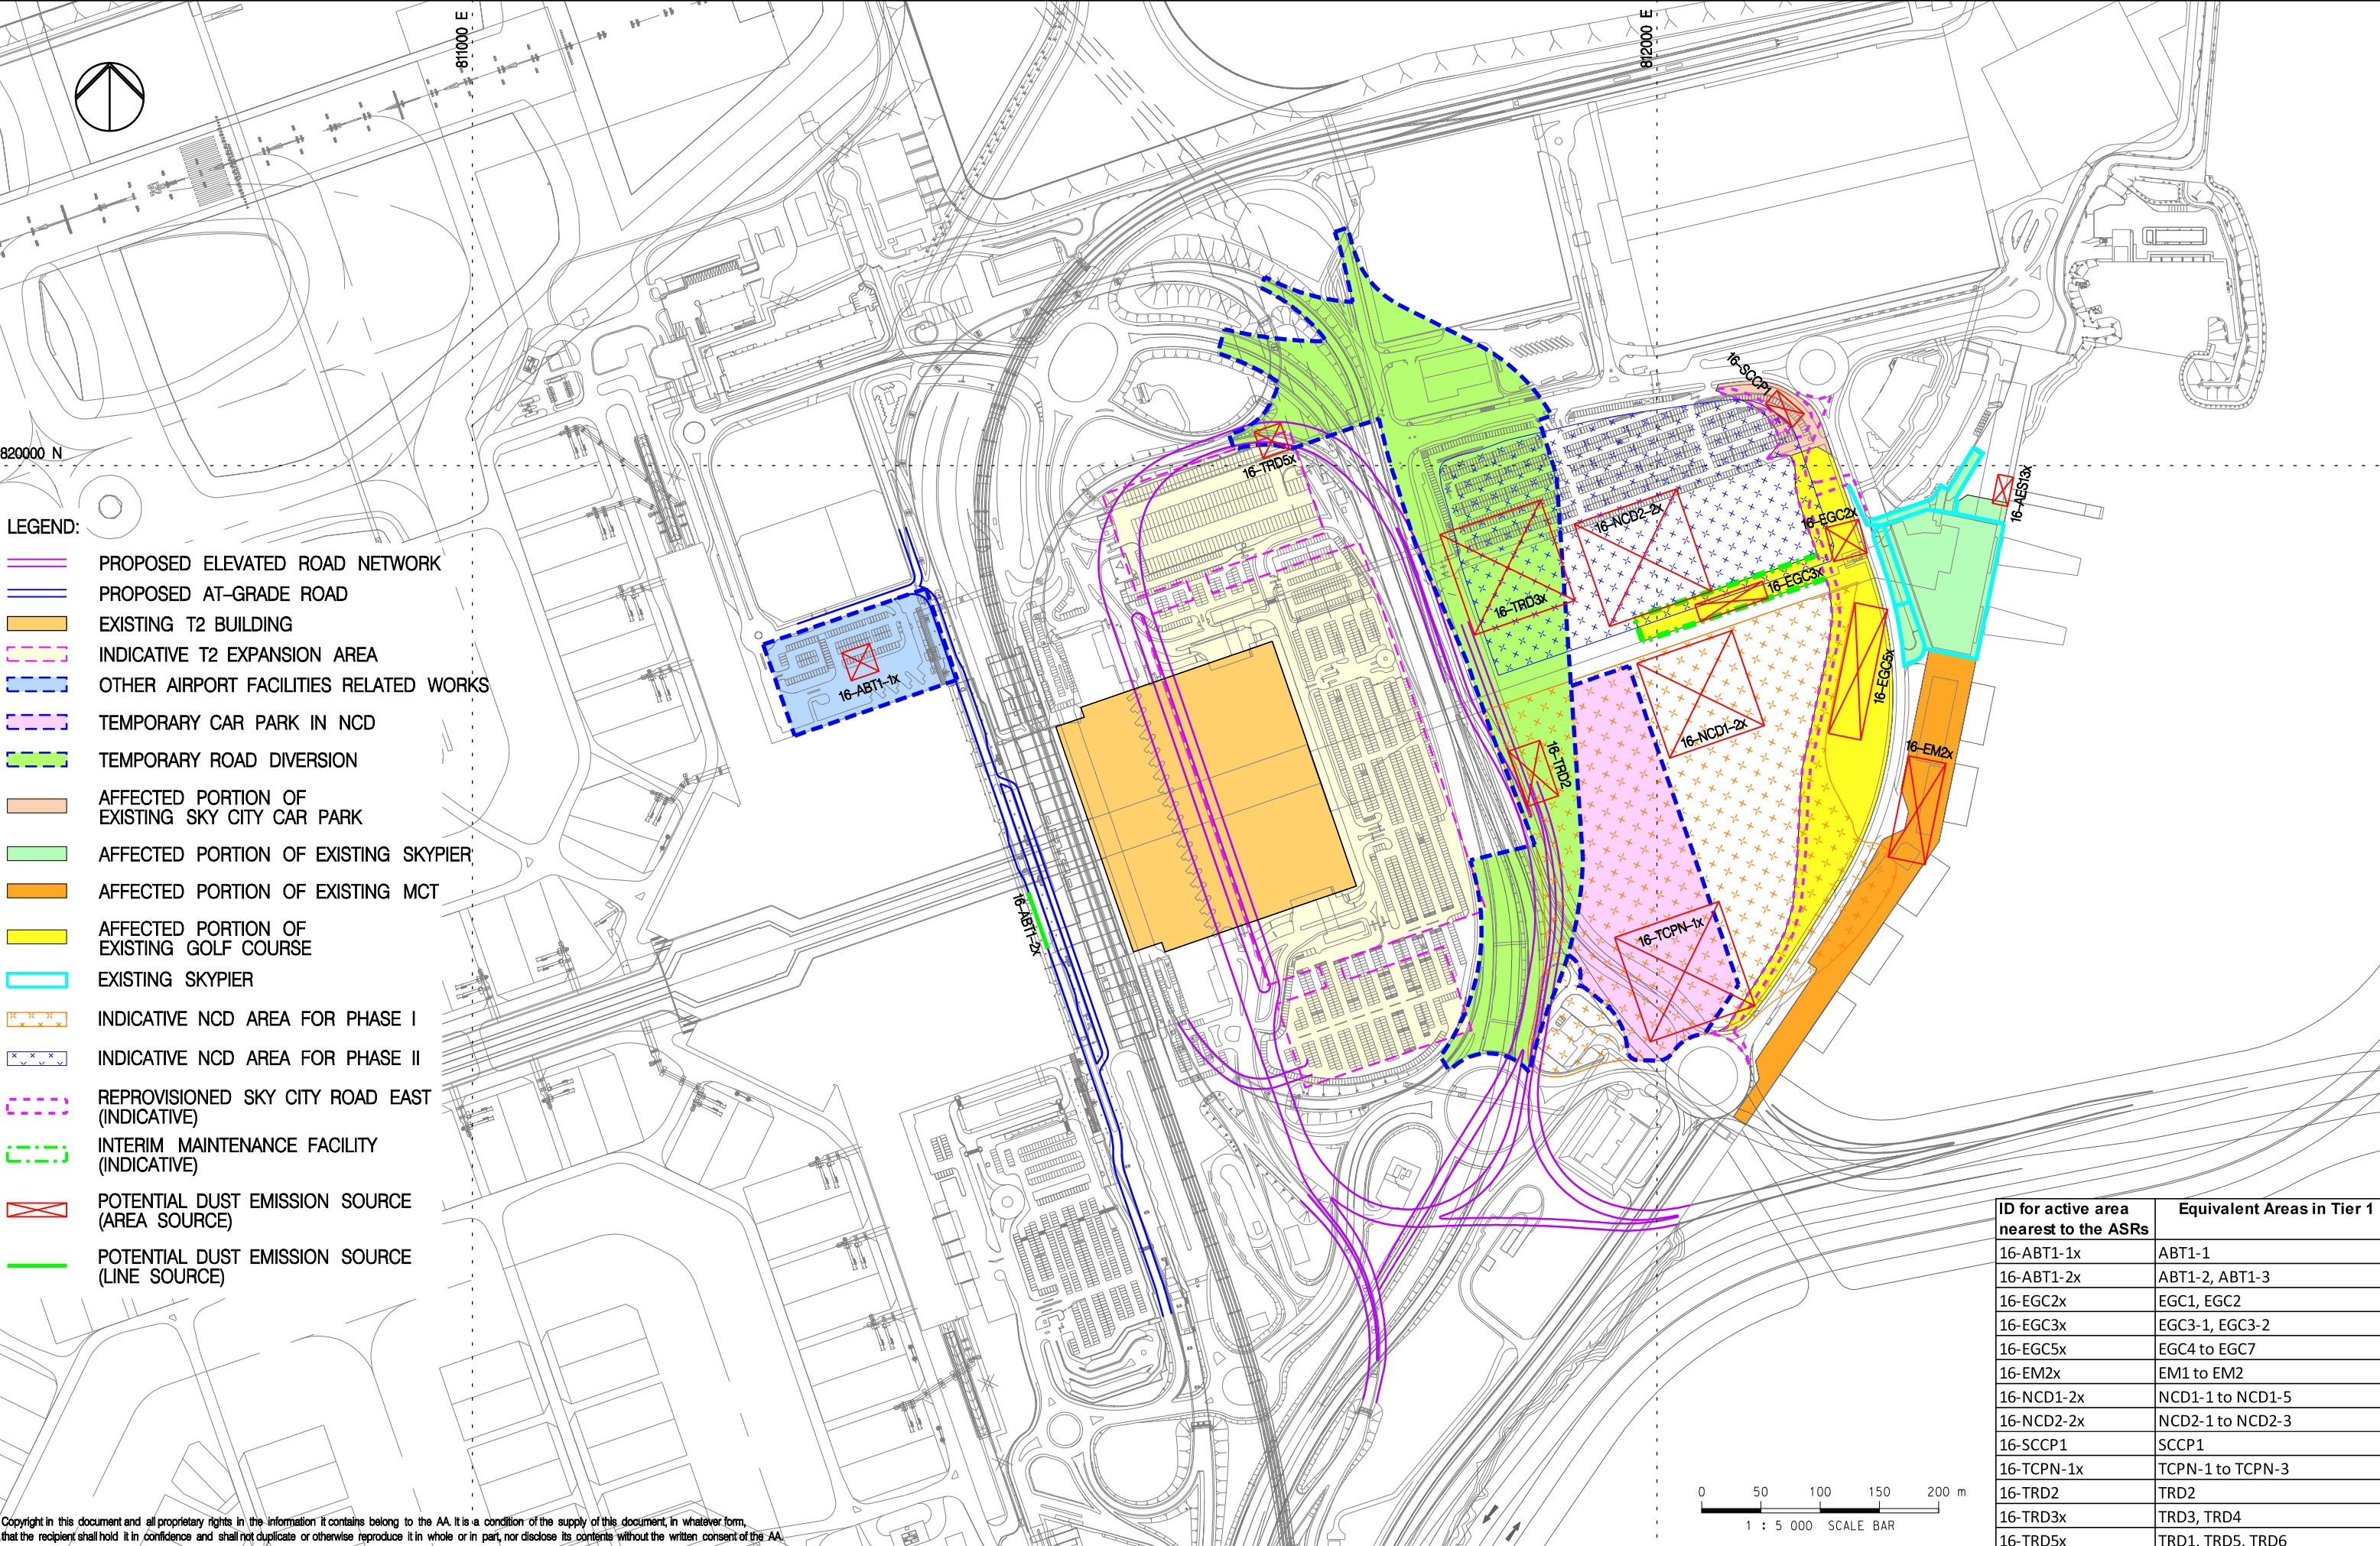 811000 E
812000 E
820000 N
LEGEND:
PROPOSED ELEVATED ROAD NETWORK
PROPOSED AT-GRADE ROAD
EXISTING T2 BUILDING
INDICATIVE T2 EXPANSION AREA
OTHER AIRPORT FACILITIES RELATED WORKS
TEMPORARY CAR PARK IN NCD
TEMPORARY ROAD DIVERSION
AFFECTED PORTION OF
EXISTING SKY CITY CAR PARK
AFFECTED PORTION OF EXISTING SKYPIER
AFFECTED PORTION OF EXISTING MCT
AFFECTED PORTION OF
EXISTING GOLF COURSE
EXISTING SKYPIER
INDICATIVE NCD AREA FOR PHASE I
INDICATIVE NCD AREA FOR PHASE II
REPROVISIONED SKY CITY ROAD EAST
(INDICATIVE)
INTERIM MAINTENANCE FACILITY
(INDICATIVE)
POTENTIAL DUST EMISSION SOURCE
(AREA SOURCE)
POTENTIAL DUST EMISSION SOURCE
(LINE SOURCE)
16-SCCP1
16-TRD5x
16-AES13x
16-NCD2-2x
16-EGC2x
16-EGC3x
16-TRD3x
16-ABT1-1x
16-EGC5x
16-NCD1-2x
16-TRD2
16-EM2x
16-ABT1-2x
16-TCPN-1x
ID for active area
nearest to the ASRs
Equivalent Areas in Tier 1
16-ABT1-1x ABT1-1
16-ABT1-2x ABT1-2, ABT1-3
16-EGC2x EGC1, EGC2
16-EGC3x EGC3-1, EGC3-2
16-EGC5x EGC4 to EGC7
16-EM2x EM1 to EM2
16-NCD1-2x NCD1-1 to NCD1-5
16-NCD2-2x NCD2-1 to NCD2-3
16-SCCP1 SCCP1
16-TCPN-1x TCPN-1 to TCPN-3
16-TRD2 TRD2
16-TRD3x TRD3, TRD4
16-TRD5x TRD1, TRD5, TRD6
0 50 100 150 200 m
1 : 5 000 SCALE BAR
Copyright in this document and all proprietary rights in the information it contains belong to the AA. It is a condition of the supply of this document, in whatever form,
that the recipient shall hold it in confidence and shall not duplicate or otherwise reproduce it in whole or in part, nor disclose its contents without the written consent of the AA.